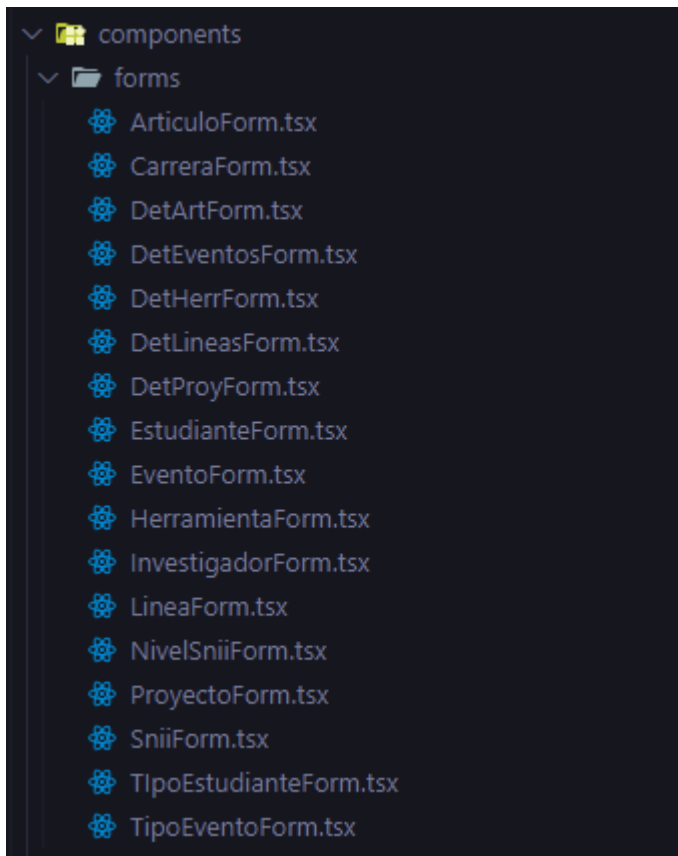 components
forms
ArticuloForm.tsx
CarreraForm.tsx
DetArtForm.tsx
DetEventosForm.tsx
DetHerrForm.tsx
DetLineasForm.tsx
DetProyForm.tsx
EstudianteForm.tsx
EventoForm.tsx
HerramientaForm.tsx
InvestigadorForm.tsx
LineaForm.tsx
NivelSniiForm.tsx
ProyectoForm.tsx
SniiForm.tsx
TIpoEstudianteForm.tsx
TipoEventoForm.tsx